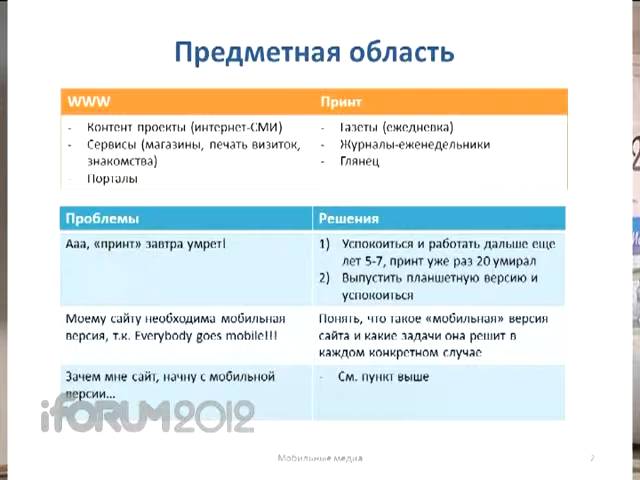 Предметная область
WWW
Принт
- Контент проекты (интернет-СМИ)
- Сервисы (магазины, печать визиток,
знакомства)
- Порталы
- Газеты (ежедневка)
- Журналы-еженедельники
- Глянец
Проблемы
Решения
Ааа, «принт» завтра умрет!
1) Успокоиться и работать дальше еще
лет 5-7, принт уже раз 20 умирал
2) Выпустить планшетную версию и
успокоиться
Моему сайту необходима мобильная
версия, т.к. Everybody goes mobile!!!
Понять, что такое «мобильная» версия
сайта и какие задачи она решит в
каждом конкретном случае
Зачем мне сайт, начну с мобильной
версии...
- См. пункт выше
iFORUM2012
Мобильные медиа
2